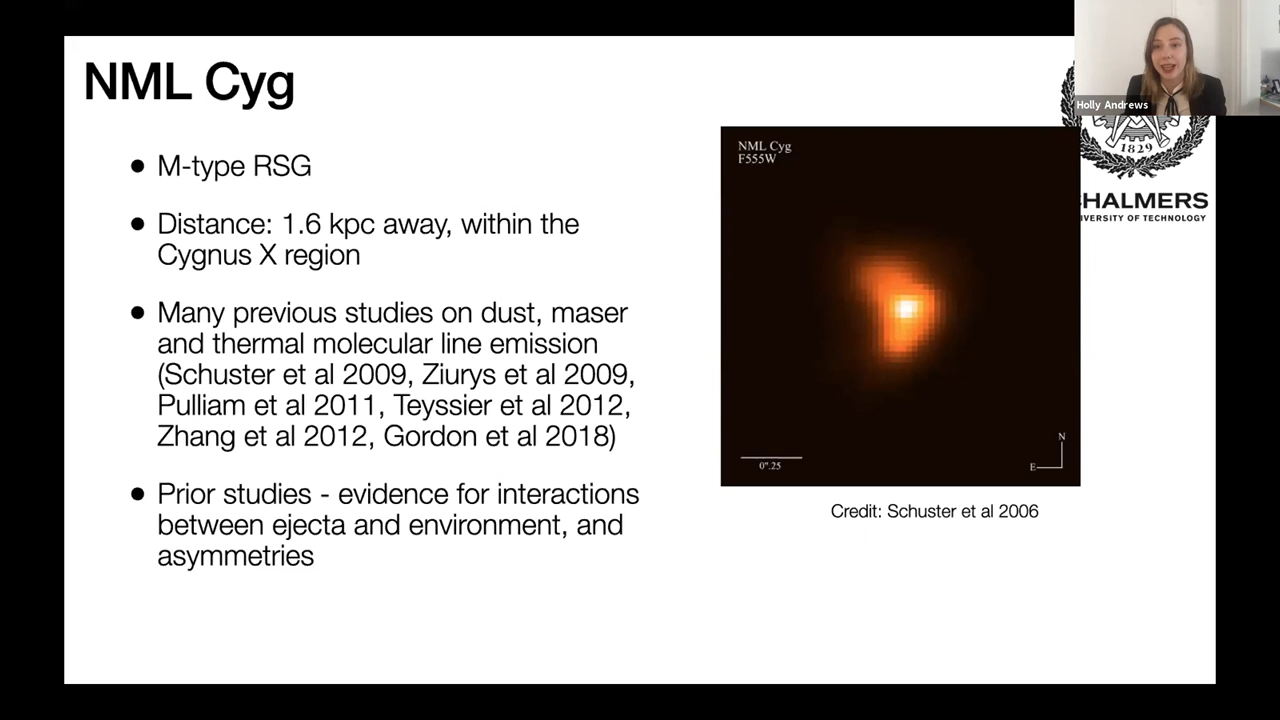 NML Cyg
Holly Andrews
1829
HALMERS
IVERSITY OF TECHNOLOGY
● M-type RSG
● Distance: 1.6 kpc away, within the
Cygnus X region
● Many previous studies on dust, maser
and thermal molecular line emission
(Schuster et al 2009, Ziurys et al 2009,
Pulliam et al 2011, Teyssier et al 2012,
Zhang et al 2012, Gordon et al 2018)
● Prior studies - evidence for interactions
between ejecta and environment, and
asymmetries
NML Cyg
F555W
0".25
N
E
Credit: Schuster et al 2006